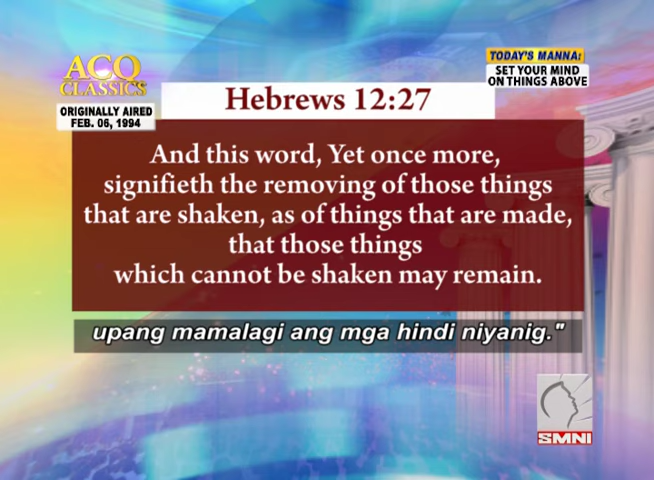 ACQ
CLASSICS
ORIGINALLY AIRED
FEB. 06, 1994
TODAY'S MANNA:
SET YOUR MIND
ON THINGS ABOVE
Hebrews 12:27
And this word, Yet once more,
signifieth the removing of those things
that are shaken, as of things that are made,
that those things
which cannot be shaken may remain.
upang mamalagi ang mga hindi niyanig."
SMNI